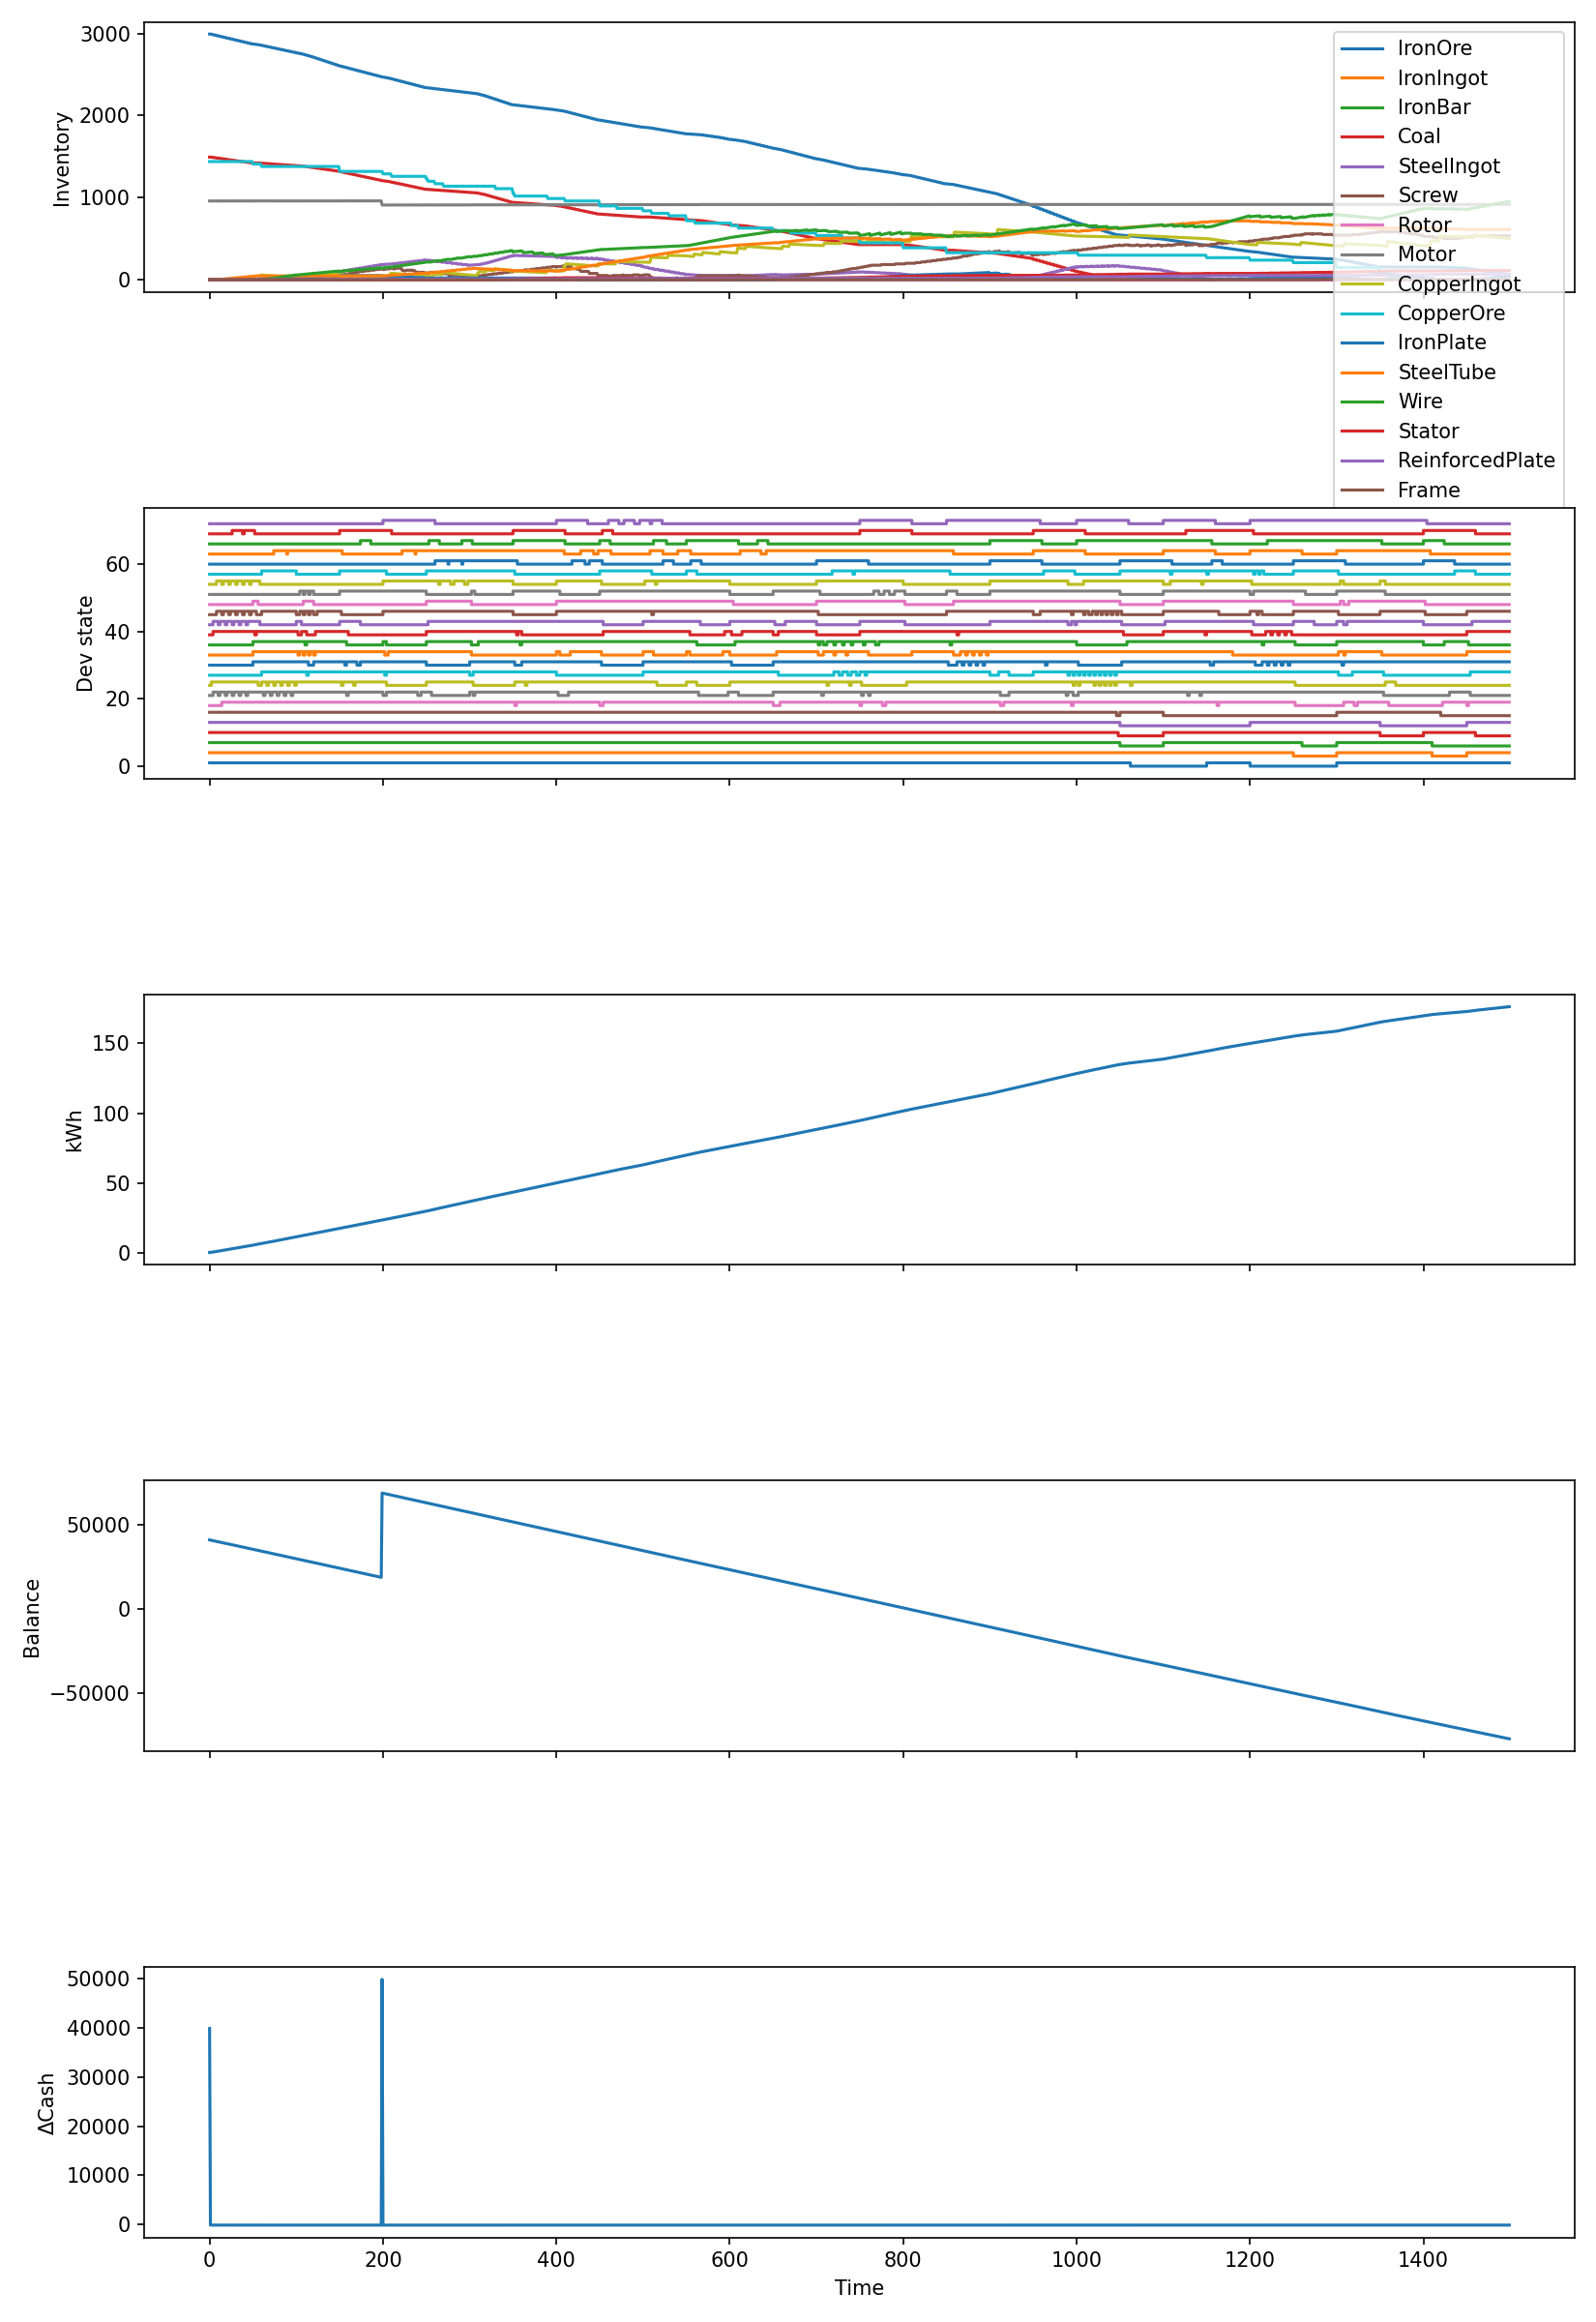 3000
2000
1000
0
Inventory
IronOre
IronIngot
IronBar
Coal
SteelIngot
Screw
Rotor
Motor
CopperIngot
CopperOre
IronPlate
SteelTube
Wire
Stator
ReinforcedPlate
Frame
60
40
20
0
Dev state
150
100
50
0
kWh
50000
0
−50000
Balance
50000
40000
30000
20000
10000
0
ΔCash
0 200 400 600 800 1000 1200 1400
Time